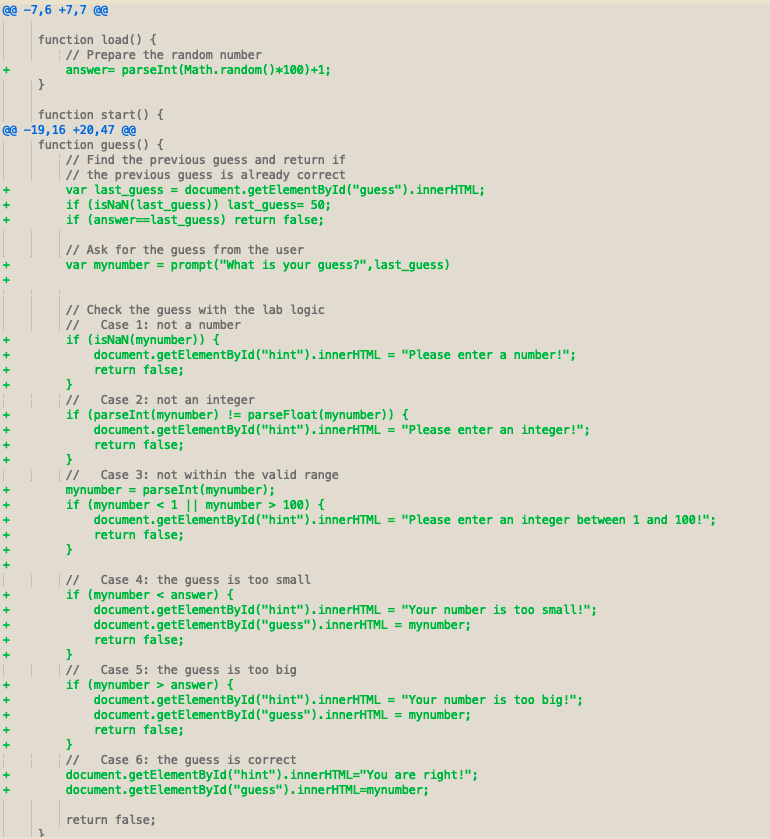 @@ -7,6 +7,7 @@
function load() {
// Prepare the random number
+ answer= parseInt(Math.random()*100)+1;
}
function start() {
@@ -19,16 +20,47 @@
function guess() {
// Find the previous guess and return if
// the previous guess is already correct
+ var last_guess = document.getElementById("guess").innerHTML;
+ if (isNaN(last_guess)) last_guess= 50;
+ if (answer==last_guess) return false;
// Ask for the guess from the user
+ var mynumber = prompt("What is your guess?",last_guess)
+
// Check the guess with the lab logic
//   Case 1: not a number
+ if (isNaN(mynumber)) {
+ document.getElementById("hint").innerHTML = "Please enter a number!";
+ return false;
+ }
//   Case 2: not an integer
+ if (parseInt(mynumber) != parseFloat(mynumber)) {
+ document.getElementById("hint").innerHTML = "Please enter an integer!";
+ return false;
+ }
//   Case 3: not within the valid range
+ mynumber = parseInt(mynumber);
+ if (mynumber < 1 || mynumber > 100) {
+ document.getElementById("hint").innerHTML = "Please enter an integer between 1 and 100!";
+ return false;
+ }
+
//   Case 4: the guess is too small
+ if (mynumber < answer) {
+ document.getElementById("hint").innerHTML = "Your number is too small!";
+ document.getElementById("guess").innerHTML = mynumber;
+ return false;
+ }
//   Case 5: the guess is too big
+ if (mynumber > answer) {
+ document.getElementById("hint").innerHTML = "Your number is too big!";
+ document.getElementById("guess").innerHTML = mynumber;
+ return false;
+ }
//   Case 6: the guess is correct
+ document.getElementById("hint").innerHTML="You are right!";
+ document.getElementById("guess").innerHTML=mynumber;
return false;
}